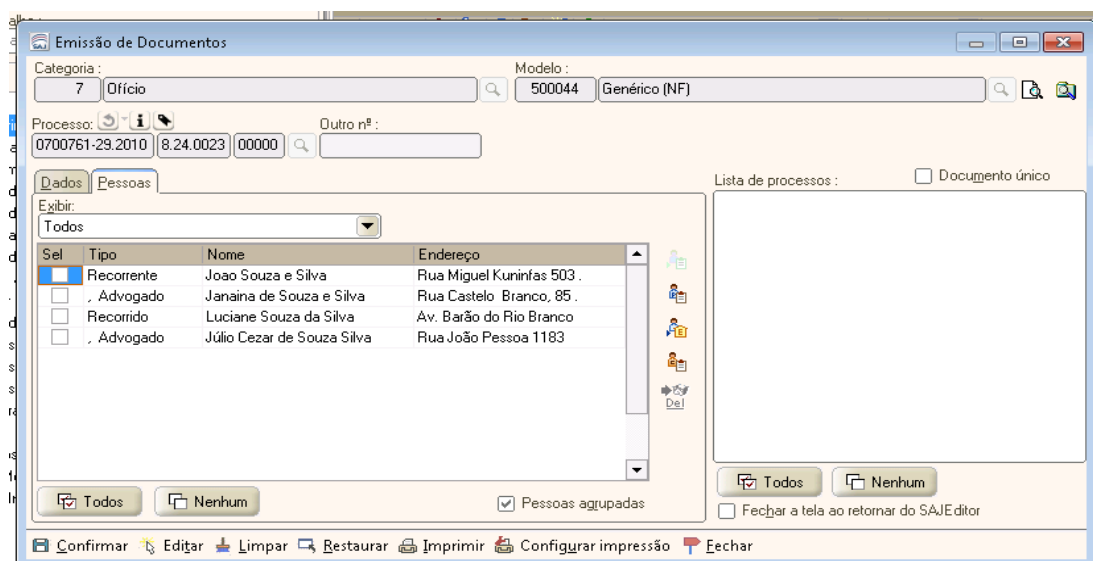 Emissão de Documentos
Categoria : Modelo :
7 Ofício 500044 Genérico (NF)
Processo: Outro nº :
0700761-29.2010 8.24.0023 00000
Dados Pessoas Lista de processos : Documento único
Exibir:
Todos
Sel Tipo Nome Endereço
Recorrente Joao Souza e Silva Rua Miguel Kuninfas 503 .
, Advogado Janaina de Souza e Silva Rua Castelo Branco, 85 .
Recorrido Luciane Souza da Silva Av. Barão do Rio Branco
, Advogado Júlio Cezar de Souza Silva Rua João Pessoa 1183
Del
Todos Nenhum Pessoas agrupadas Todos Nenhum
Fechar a tela ao retornar do SAJEditor
Confirmar Editar Limpar Restaurar Imprimir Configurar impressão Fechar